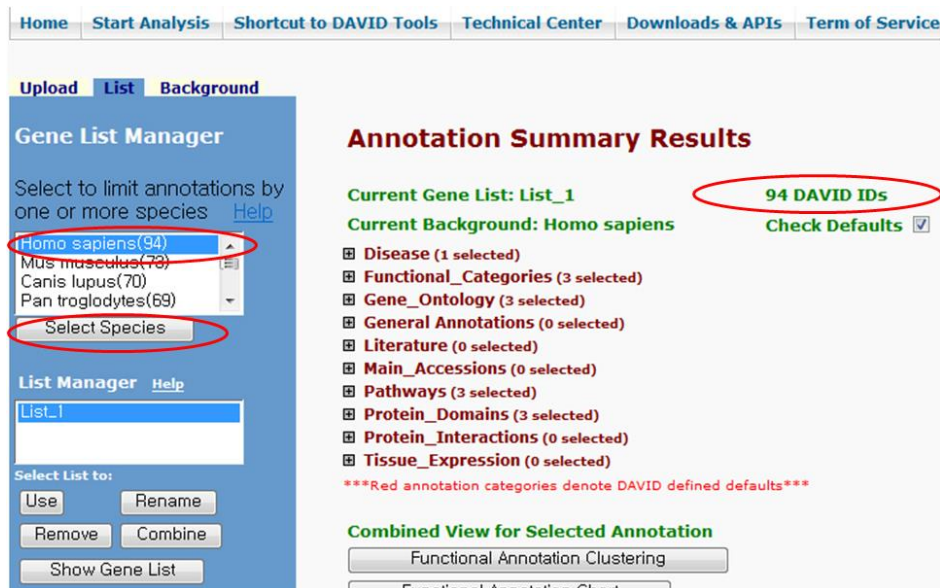 Home Start Analysis Shortcut to DAVID Tools Technical Center Downloads & APIs Term of Service
Upload List Background
Gene List Manager
Select to limit annotations by
one or more species Help
Homo sapiens(94)
Mus musculus(73)
Canis lupus(70)
Pan troglodytes(69)
Select Species
List Manager Help
List_1
Select List to:
Use Rename
Remove Combine
Show Gene List
Annotation Summary Results
Current Gene List: List_1 94 DAVID IDs
Current Background: Homo sapiens Check Defaults
Disease (1 selected)
Functional_Categories (3 selected)
Gene_Ontology (3 selected)
General Annotations (0 selected)
Literature (0 selected)
Main_Accessions (0 selected)
Pathways (3 selected)
Protein_Domains (3 selected)
Protein_Interactions (0 selected)
Tissue_Expression (0 selected)
***Red annotation categories denote DAVID defined defaults***
Combined View for Selected Annotation
Functional Annotation Clustering
Functional Annotation Chart